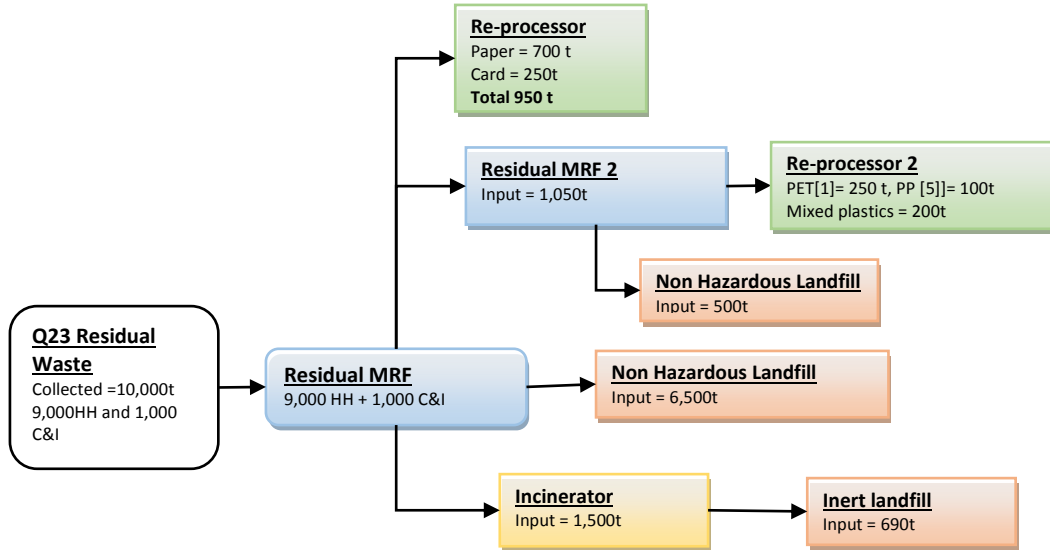 Re-processor
Paper = 700 t
Card = 250t
Total 950 t
Residual MRF 2
Input = 1,050t
Re-processor 2
PET[1]= 250 t, PP [5]]= 100t
Mixed plastics = 200t
Non Hazardous Landfill
Input = 500t
Q23 Residual
Waste
Collected =10,000t
9,000HH and 1,000
C&I
Residual MRF
9,000 HH + 1,000 C&I
Non Hazardous Landfill
Input = 6,500t
Incinerator
Input = 1,500t
Inert landfill
Input = 690t